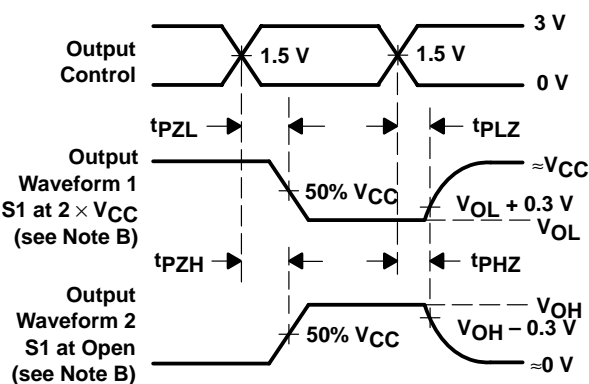 Output
Control
3 V
1.5 V
1.5 V
0 V
tPZL
tPLZ
Output
Waveform 1
S1 at 2 × VCC
(see Note B)
≈VCC
50% VCC
VOL + 0.3 V
VOL
tPZH
tPHZ
Output
Waveform 2
S1 at Open
(see Note B)
VOH
50% VCC
VOH − 0.3 V
≈0 V